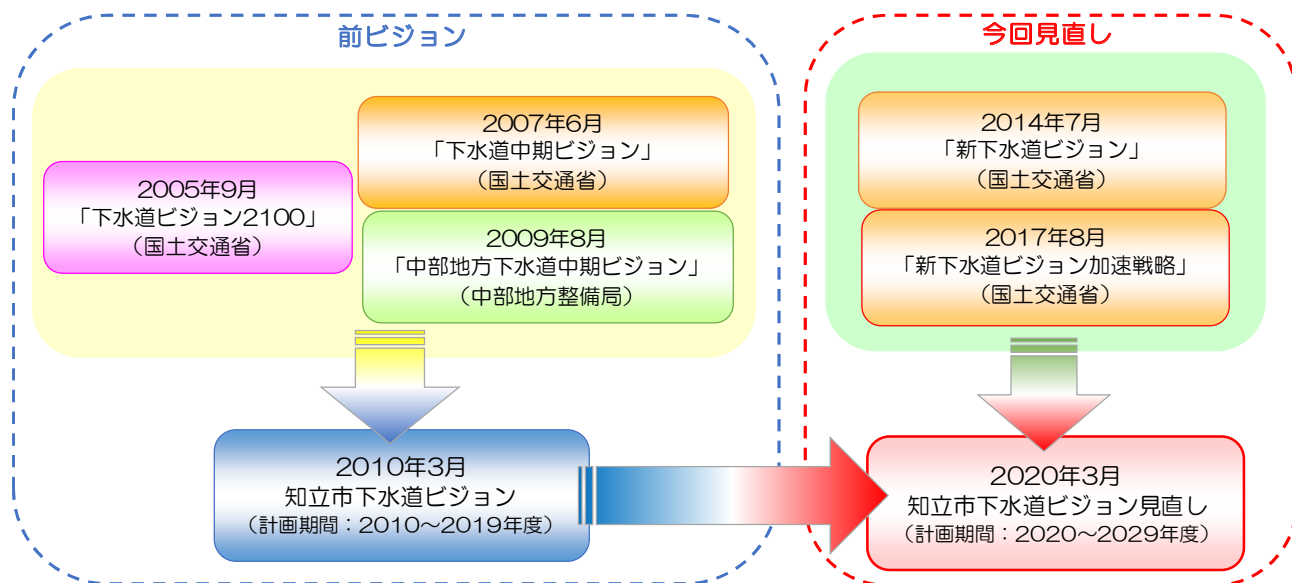 前ビジョン
2005年9月
「下水道ビジョン2100」
（国土交通省）
2007年6月
「下水道中期ビジョン」
（国土交通省）
2009年8月
「中部地方下水道中期ビジョン」
（中部地方整備局）
2010年3月
知立市下水道ビジョン
（計画期間：2010～2019年度）
今回見直し
2014年7月
「新下水道ビジョン」
（国土交通省）
2017年8月
「新下水道ビジョン加速戦略」
（国土交通省）
2020年3月
知立市下水道ビジョン見直し
（計画期間：2020～2029年度）